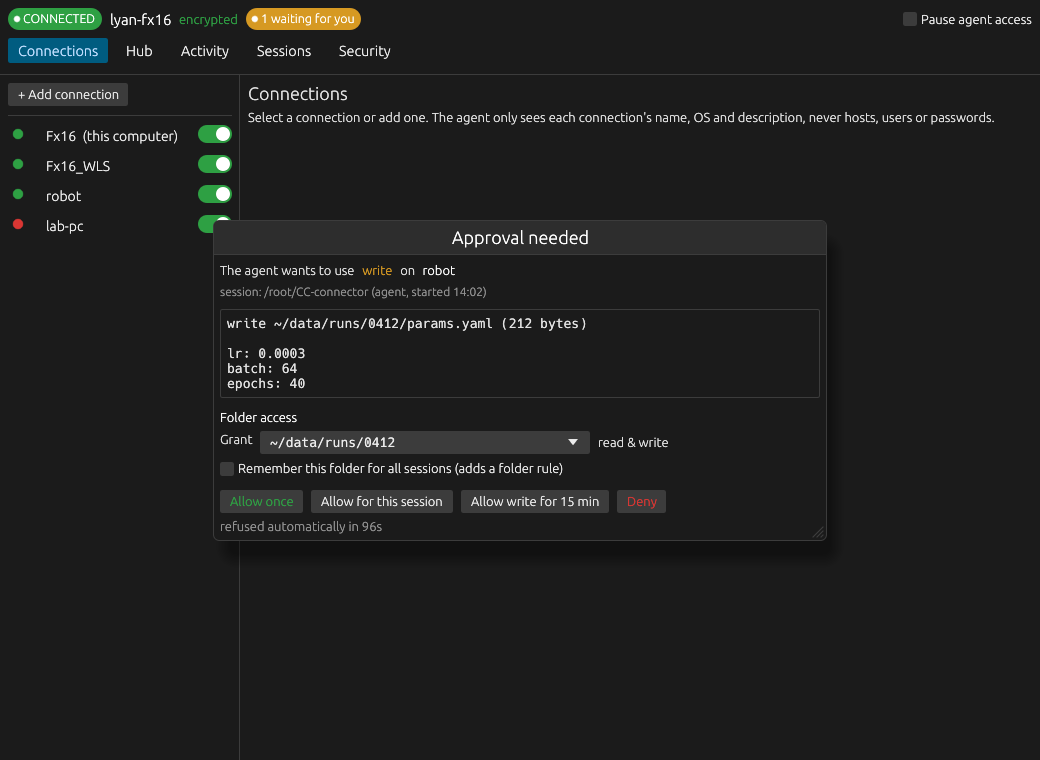 CONNECTED lyan-fx16 encrypted 1 waiting for you Pause agent access
Connections Hub Activity Sessions Security
+ Add connection
Fx16 (this computer)
Fx16_WLS
robot
lab-pc
Connections
Select a connection or add one. The agent only sees each connection's name, OS and description, never hosts, users or passwords.
Approval needed
The agent wants to use write on robot
session: /root/CC-connector (agent, started 14:02)
write ~/data/runs/0412/params.yaml (212 bytes)
lr: 0.0003
batch: 64
epochs: 40
Folder access
Grant ~/data/runs/0412 read & write
Remember this folder for all sessions (adds a folder rule)
Allow once Allow for this session Allow write for 15 min Deny
refused automatically in 96s